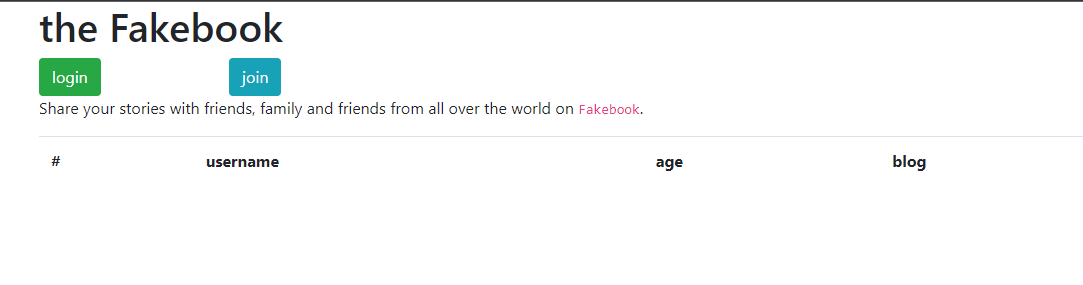 the Fakebook
login join
Share your stories with friends, family and friends from all over the world on Fakebook.
# username age blog